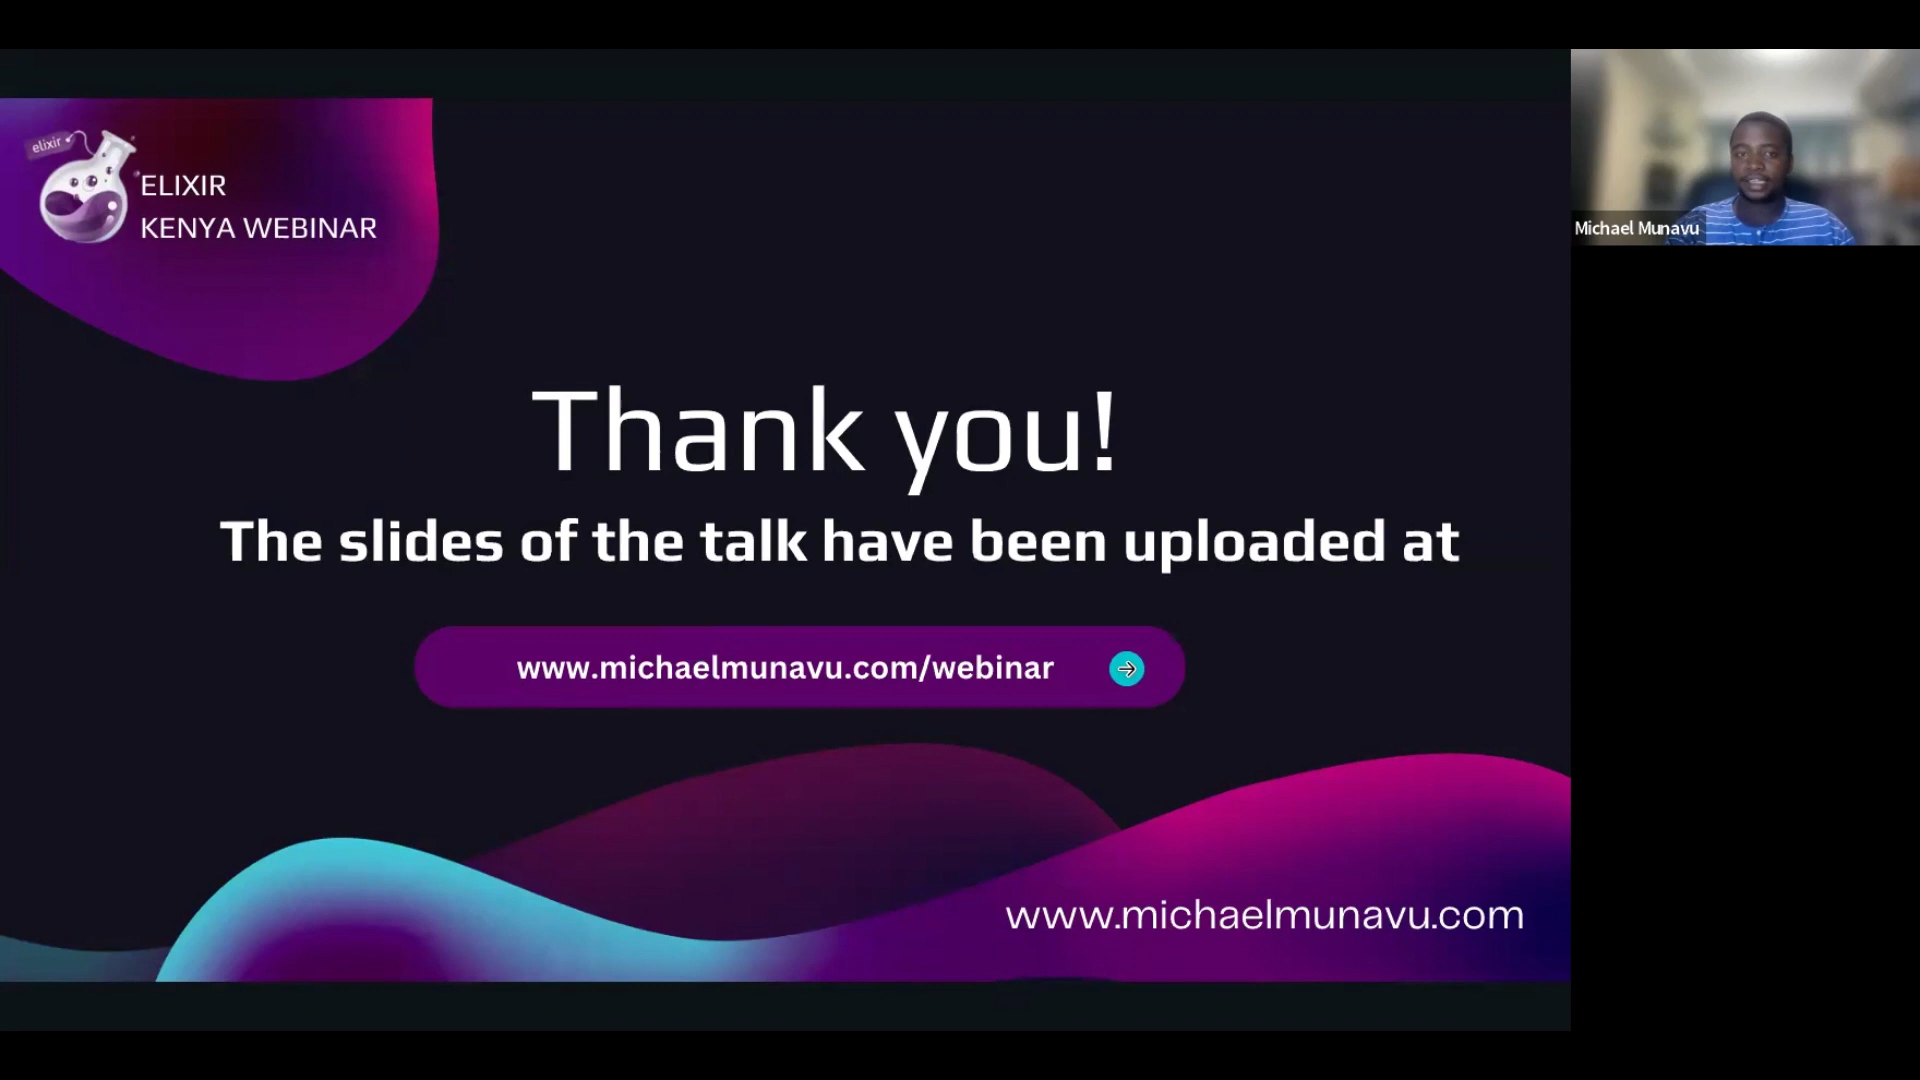 elixir
ELIXIR
KENYA WEBINAR
Thank you!
The slides of the talk have been uploaded at
www.michaelmunavu.com/webinar
www.michaelmunavu.com
Michael Munavu